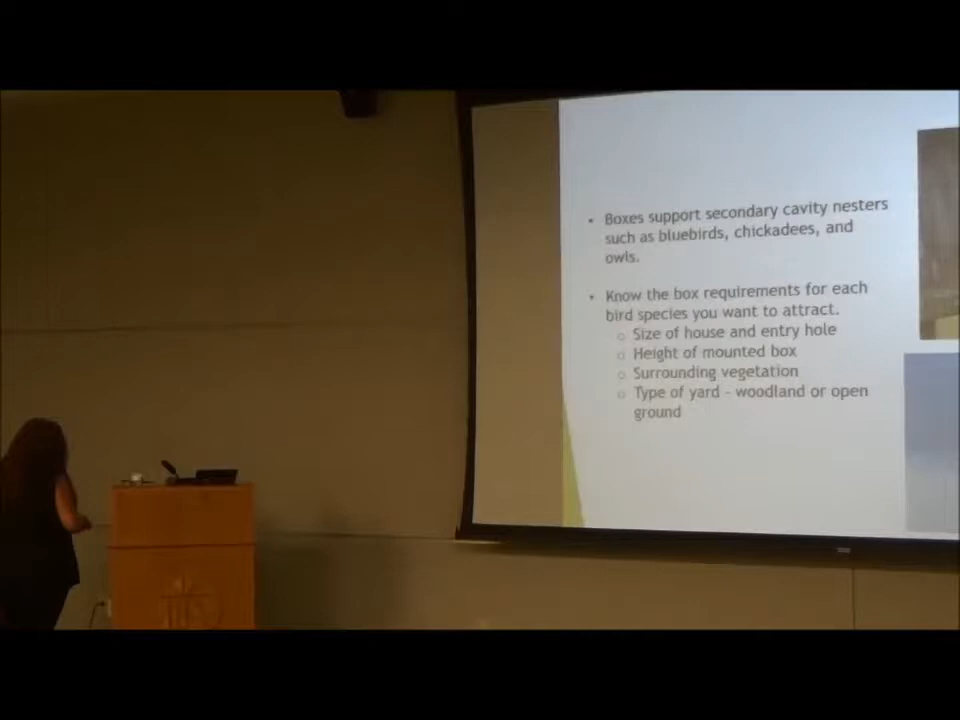 • Boxes support secondary cavity nesters
such as bluebirds, chickadees, and
owls.
• Know the box requirements for each
bird species you want to attract.
○ Size of house and entry hole
○ Height of mounted box
○ Surrounding vegetation
○ Type of yard - woodland or open
ground